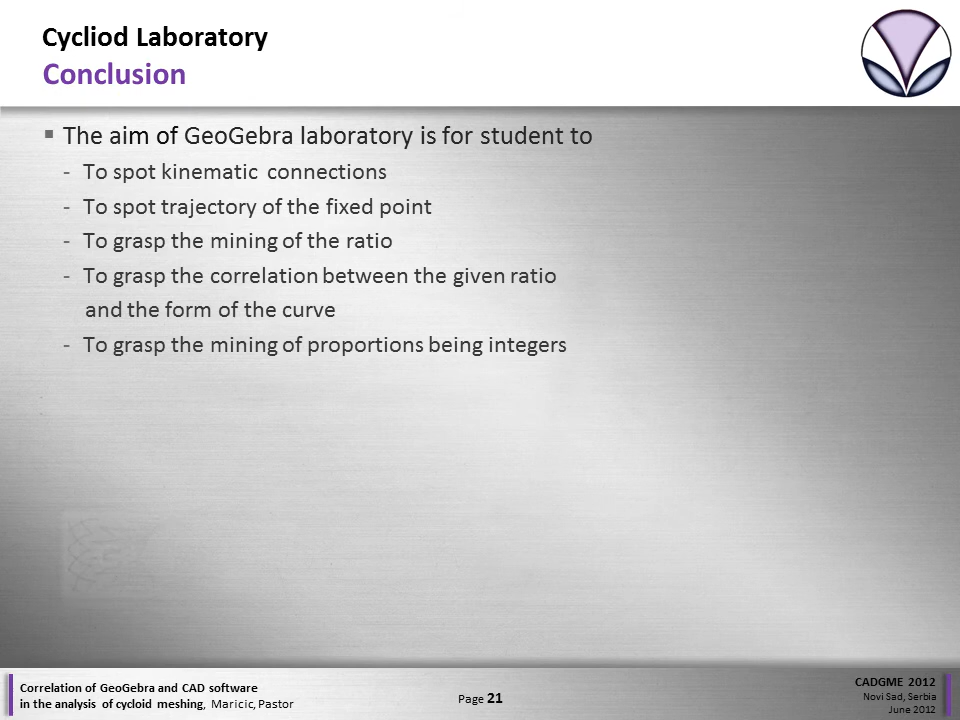 Cycliod Laboratory
Conclusion
▪ The aim of GeoGebra laboratory is for student to
- To spot kinematic connections
- To spot trajectory of the fixed point
- To grasp the mining of the ratio
- To grasp the correlation between the given ratio
and the form of the curve
- To grasp the mining of proportions being integers
Correlation of GeoGebra and CAD software
in the analysis of cycloid meshing, Maricic, Pastor
Page 21
CADGME 2012
Novi Sad, Serbia
June 2012